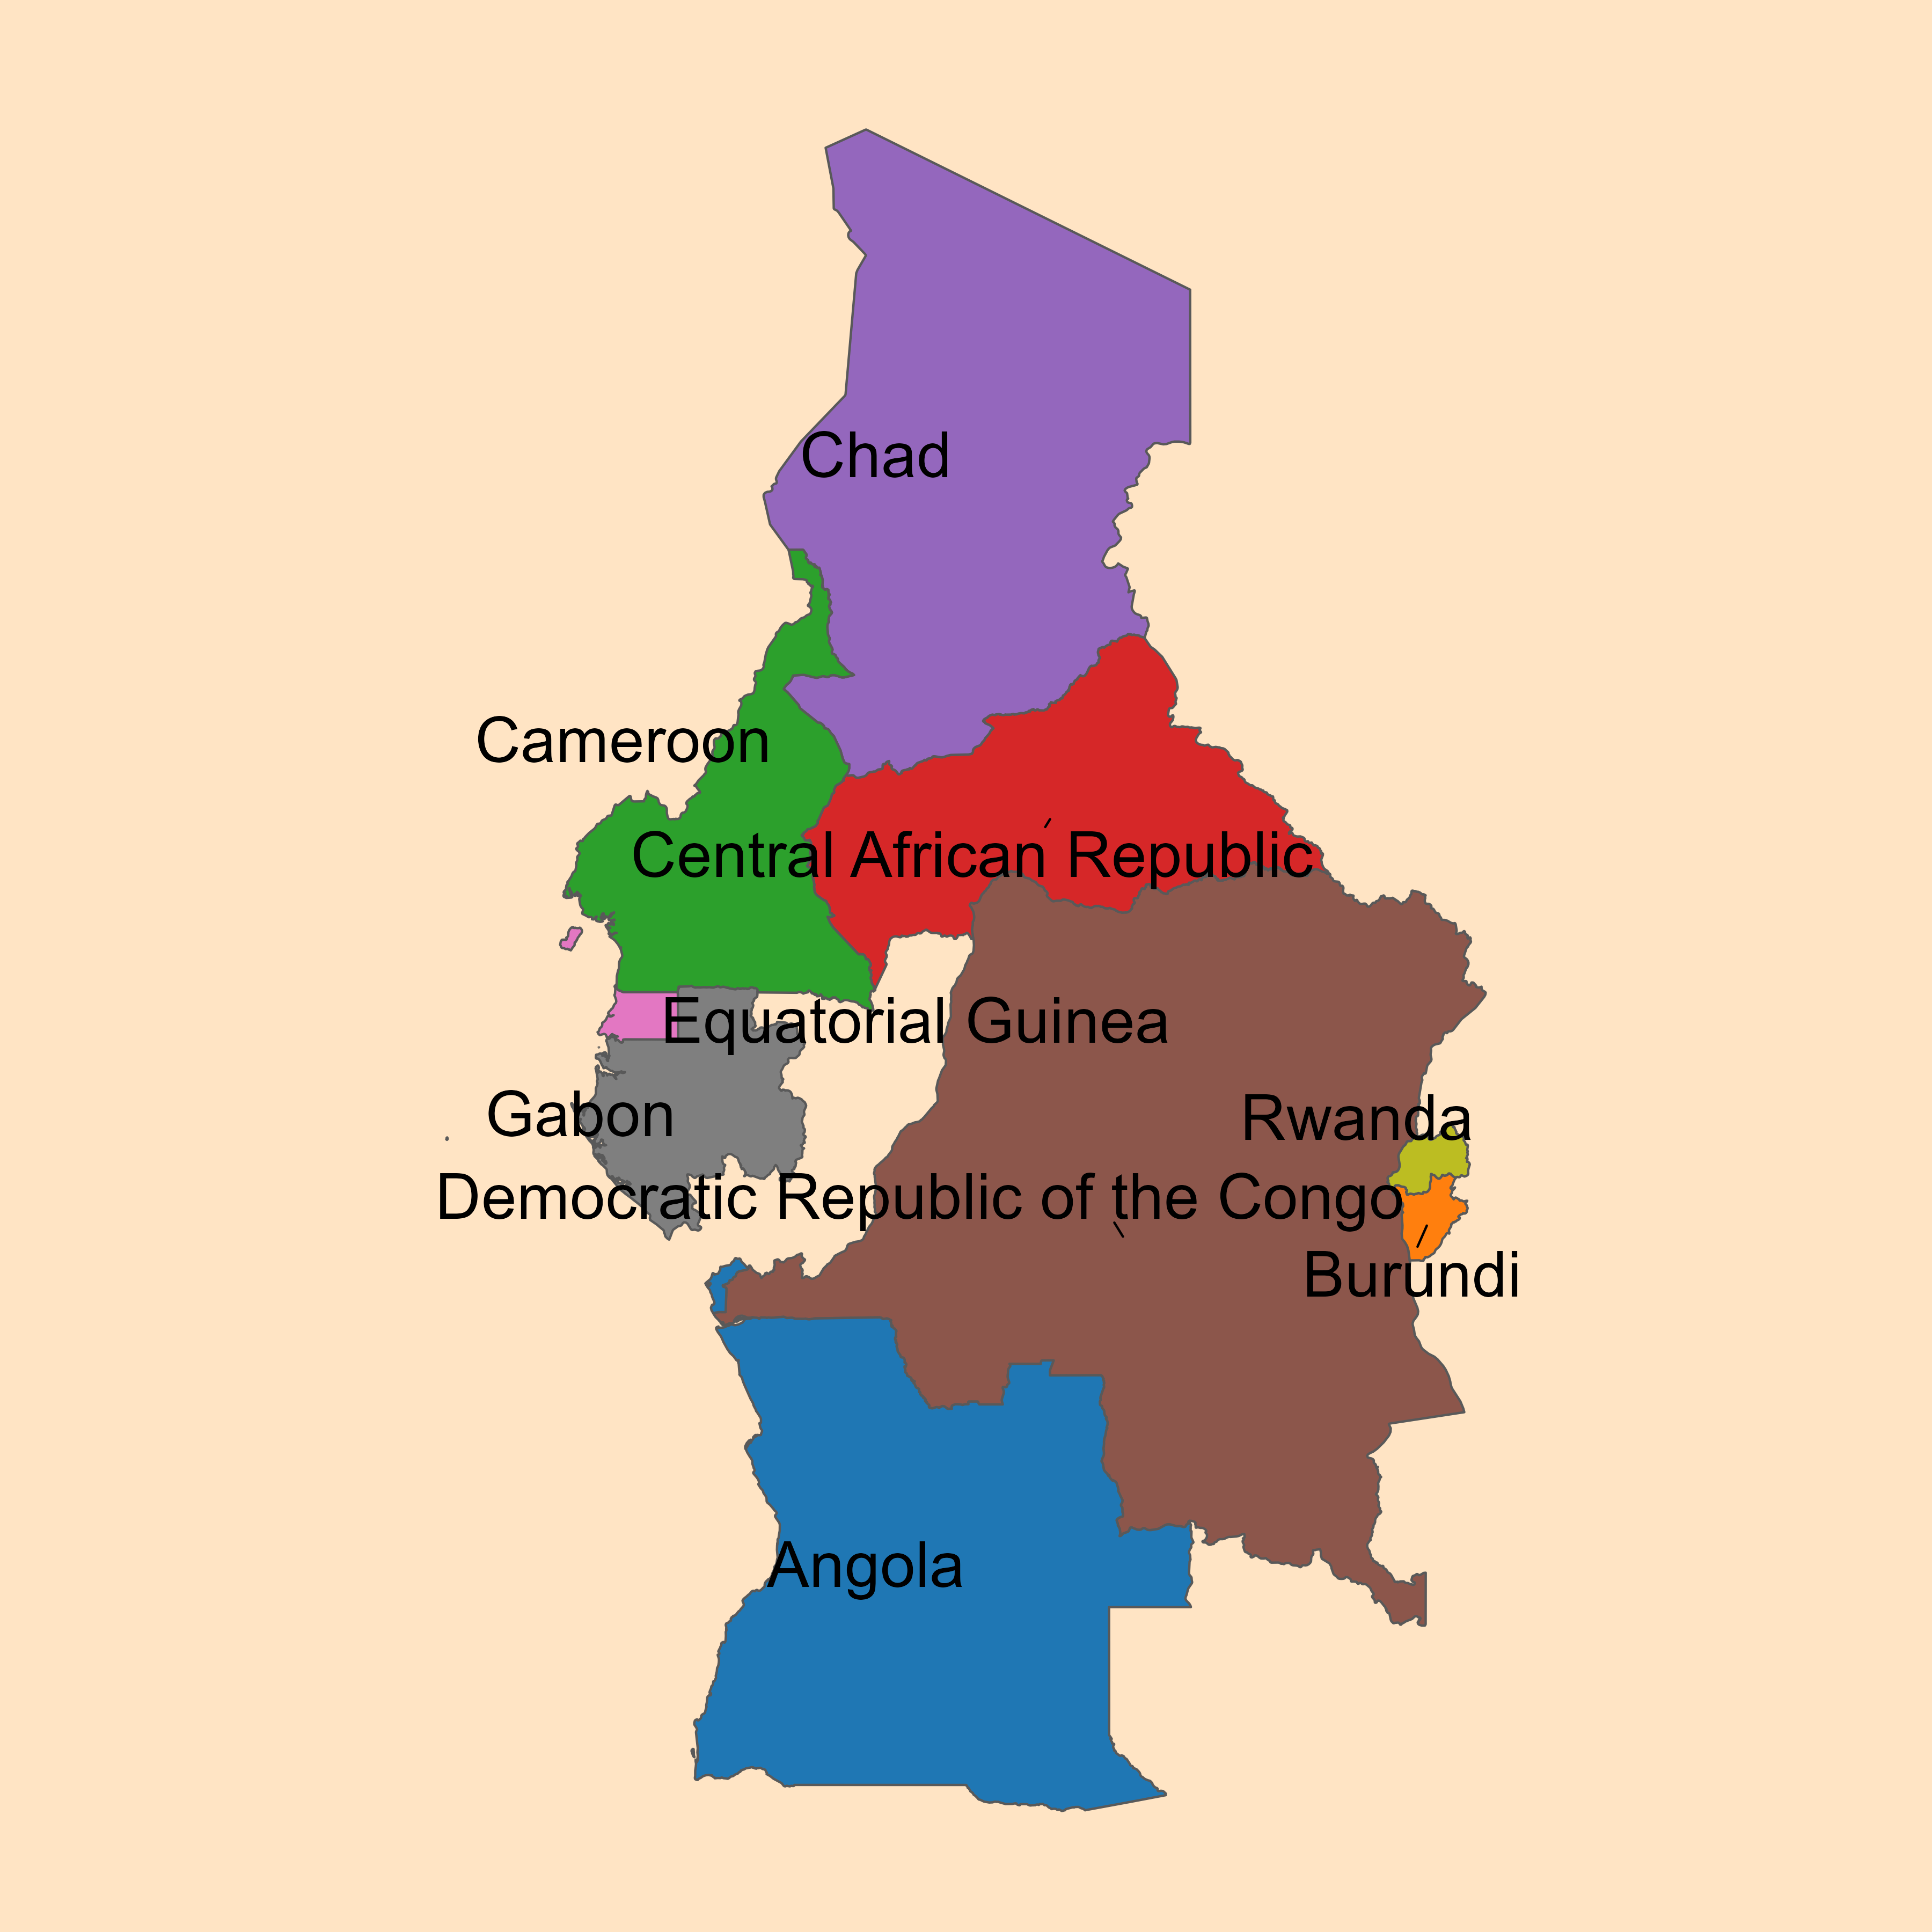 Chad
Cameroon
Central African Republic
Equatorial Guinea
Gabon
Rwanda
Democratic Republic of the Congo
Burundi
Angola